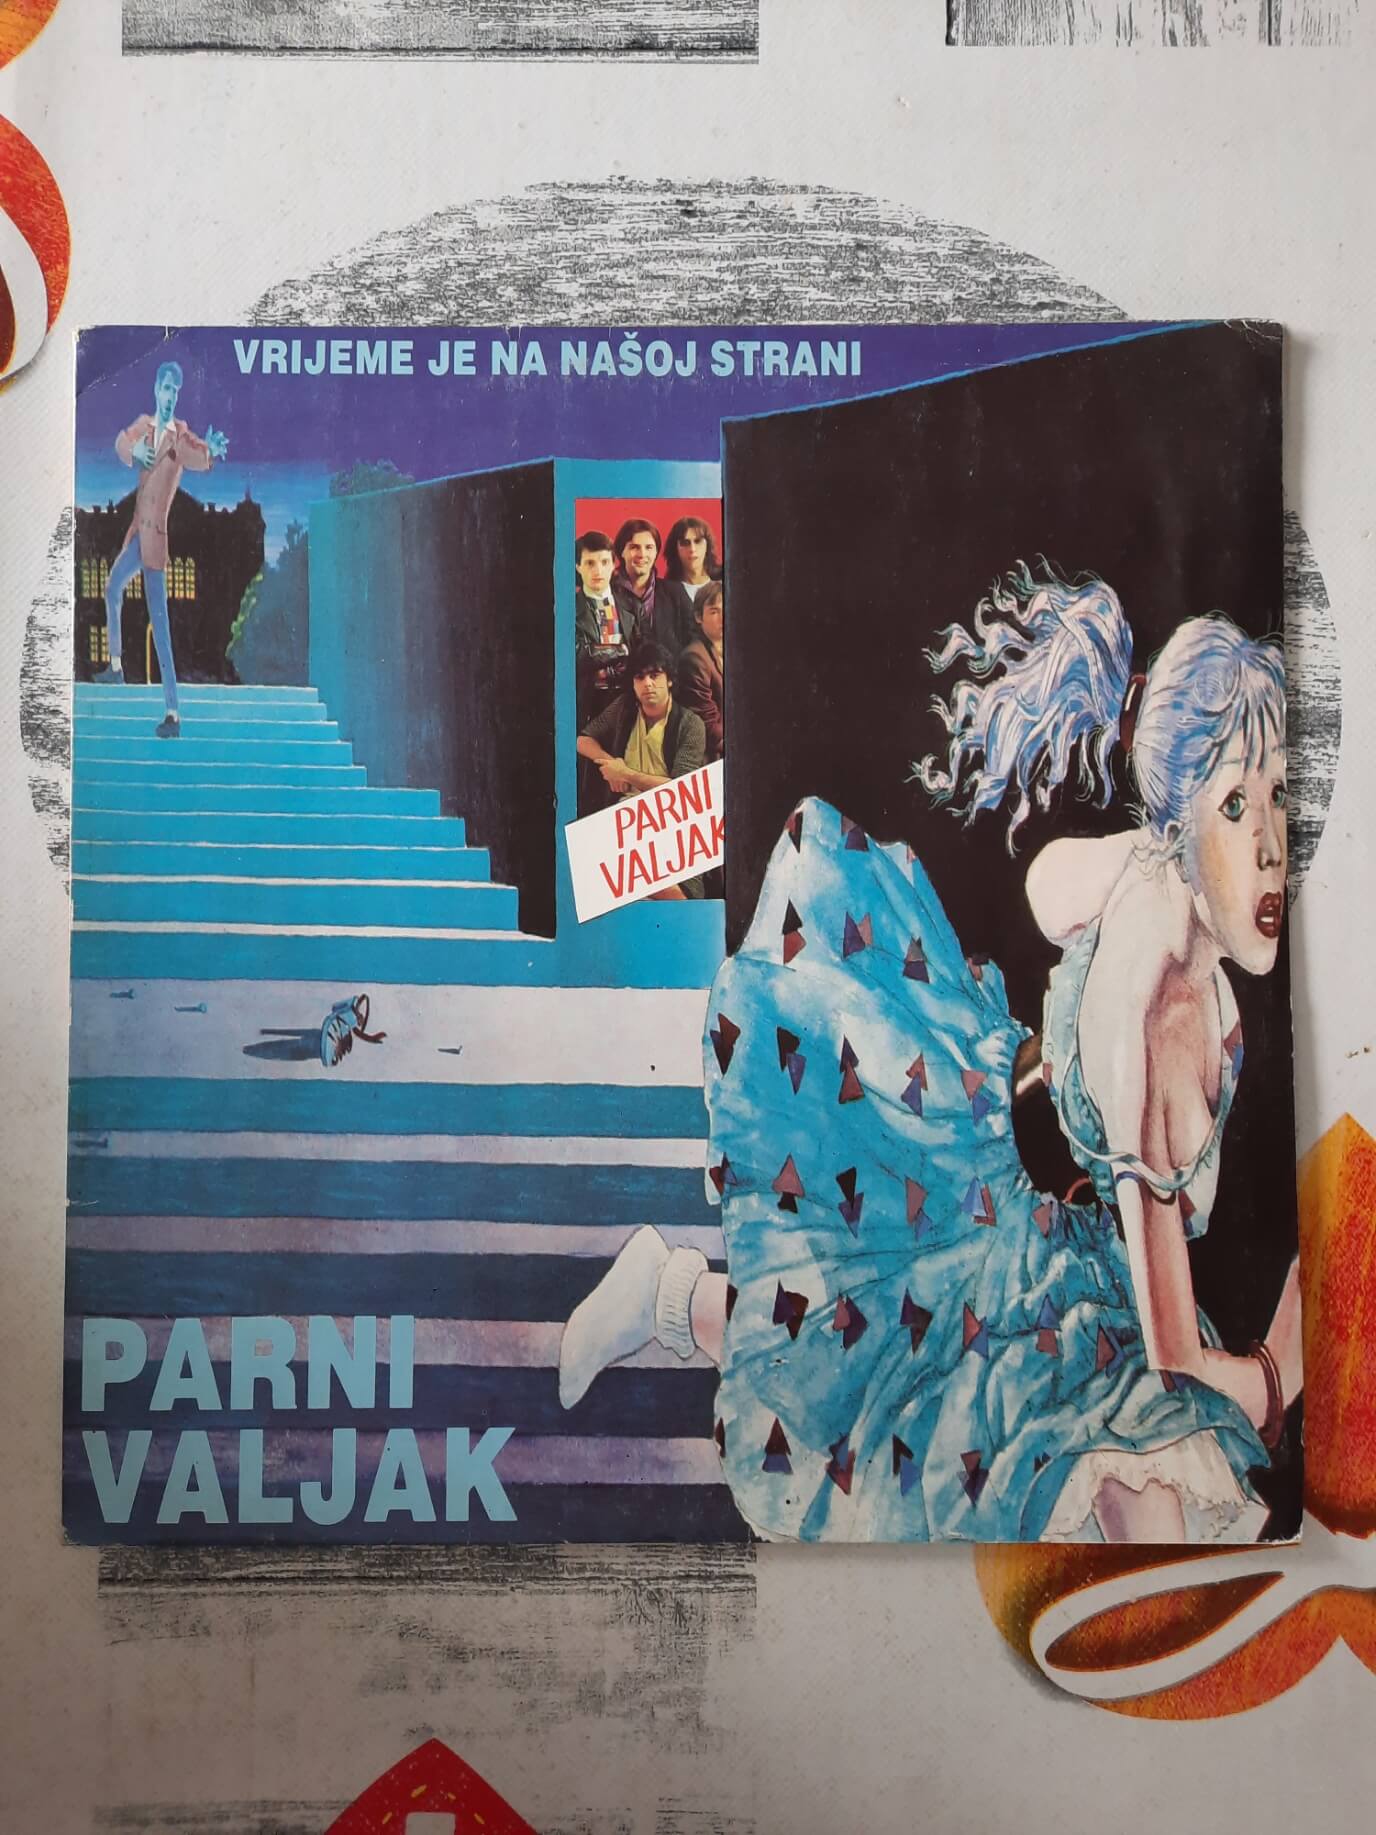 VRIJEME JE NA NAŠOJ STRANI
PARNI
VALJAK
PARNI
VALJAK